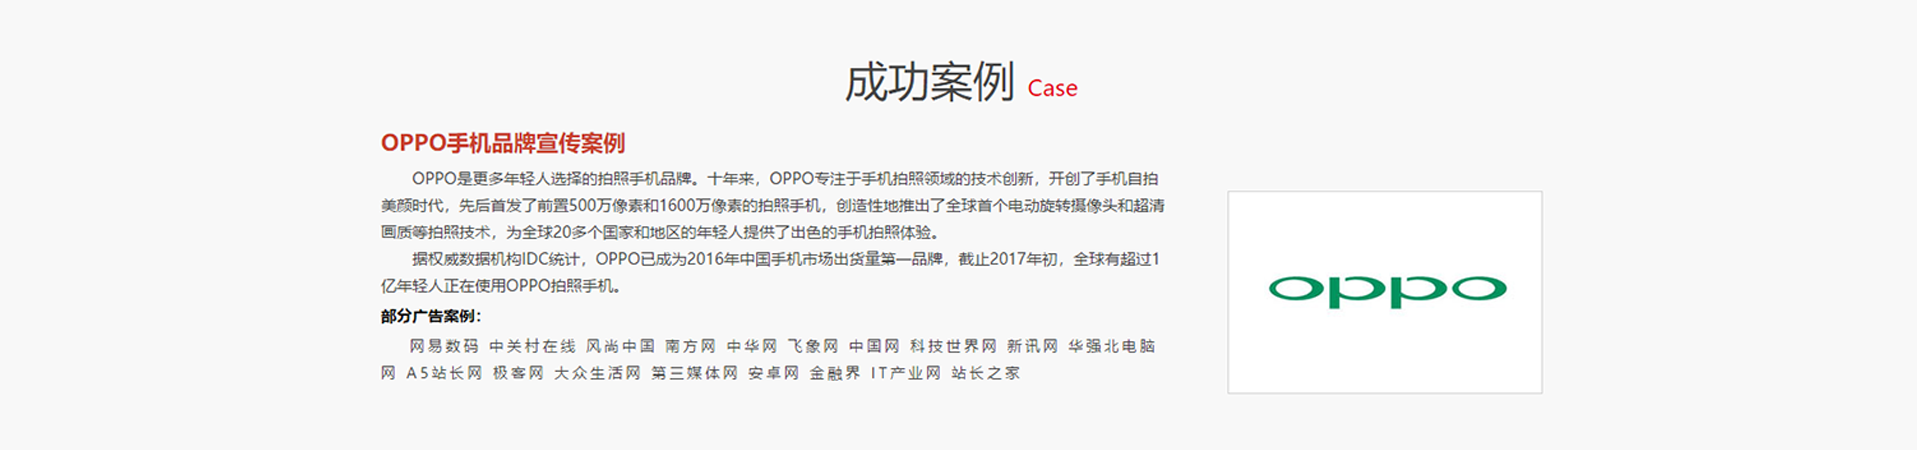 成功案例 Case
OPPO手机品牌宣传案例
OPPO是更多年轻人选择的拍照手机品牌。十年来，OPPO专注于手机拍照领域的技术创新，开创了手机自拍
美颜时代，先后首发了前置500万像素和1600万像素的拍照手机，创造性地推出了全球首个电动旋转摄像头和超清
画质等拍照技术，为全球20多个国家和地区的年轻人提供了出色的手机拍照体验。
据权威数据机构IDC统计，OPPO已成为2016年中国手机市场出货量第一品牌，截止2017年初，全球有超过1
亿年轻人正在使用OPPO拍照手机。
部分广告案例：
网易数码 中关村在线 风尚中国 南方网 中华网 飞象网 中国网 科技世界网 新讯网 华强北电脑
网 A5站长网 极客网 大众生活网 第三媒体网 安卓网 金融界 IT产业网 站长之家
oppo